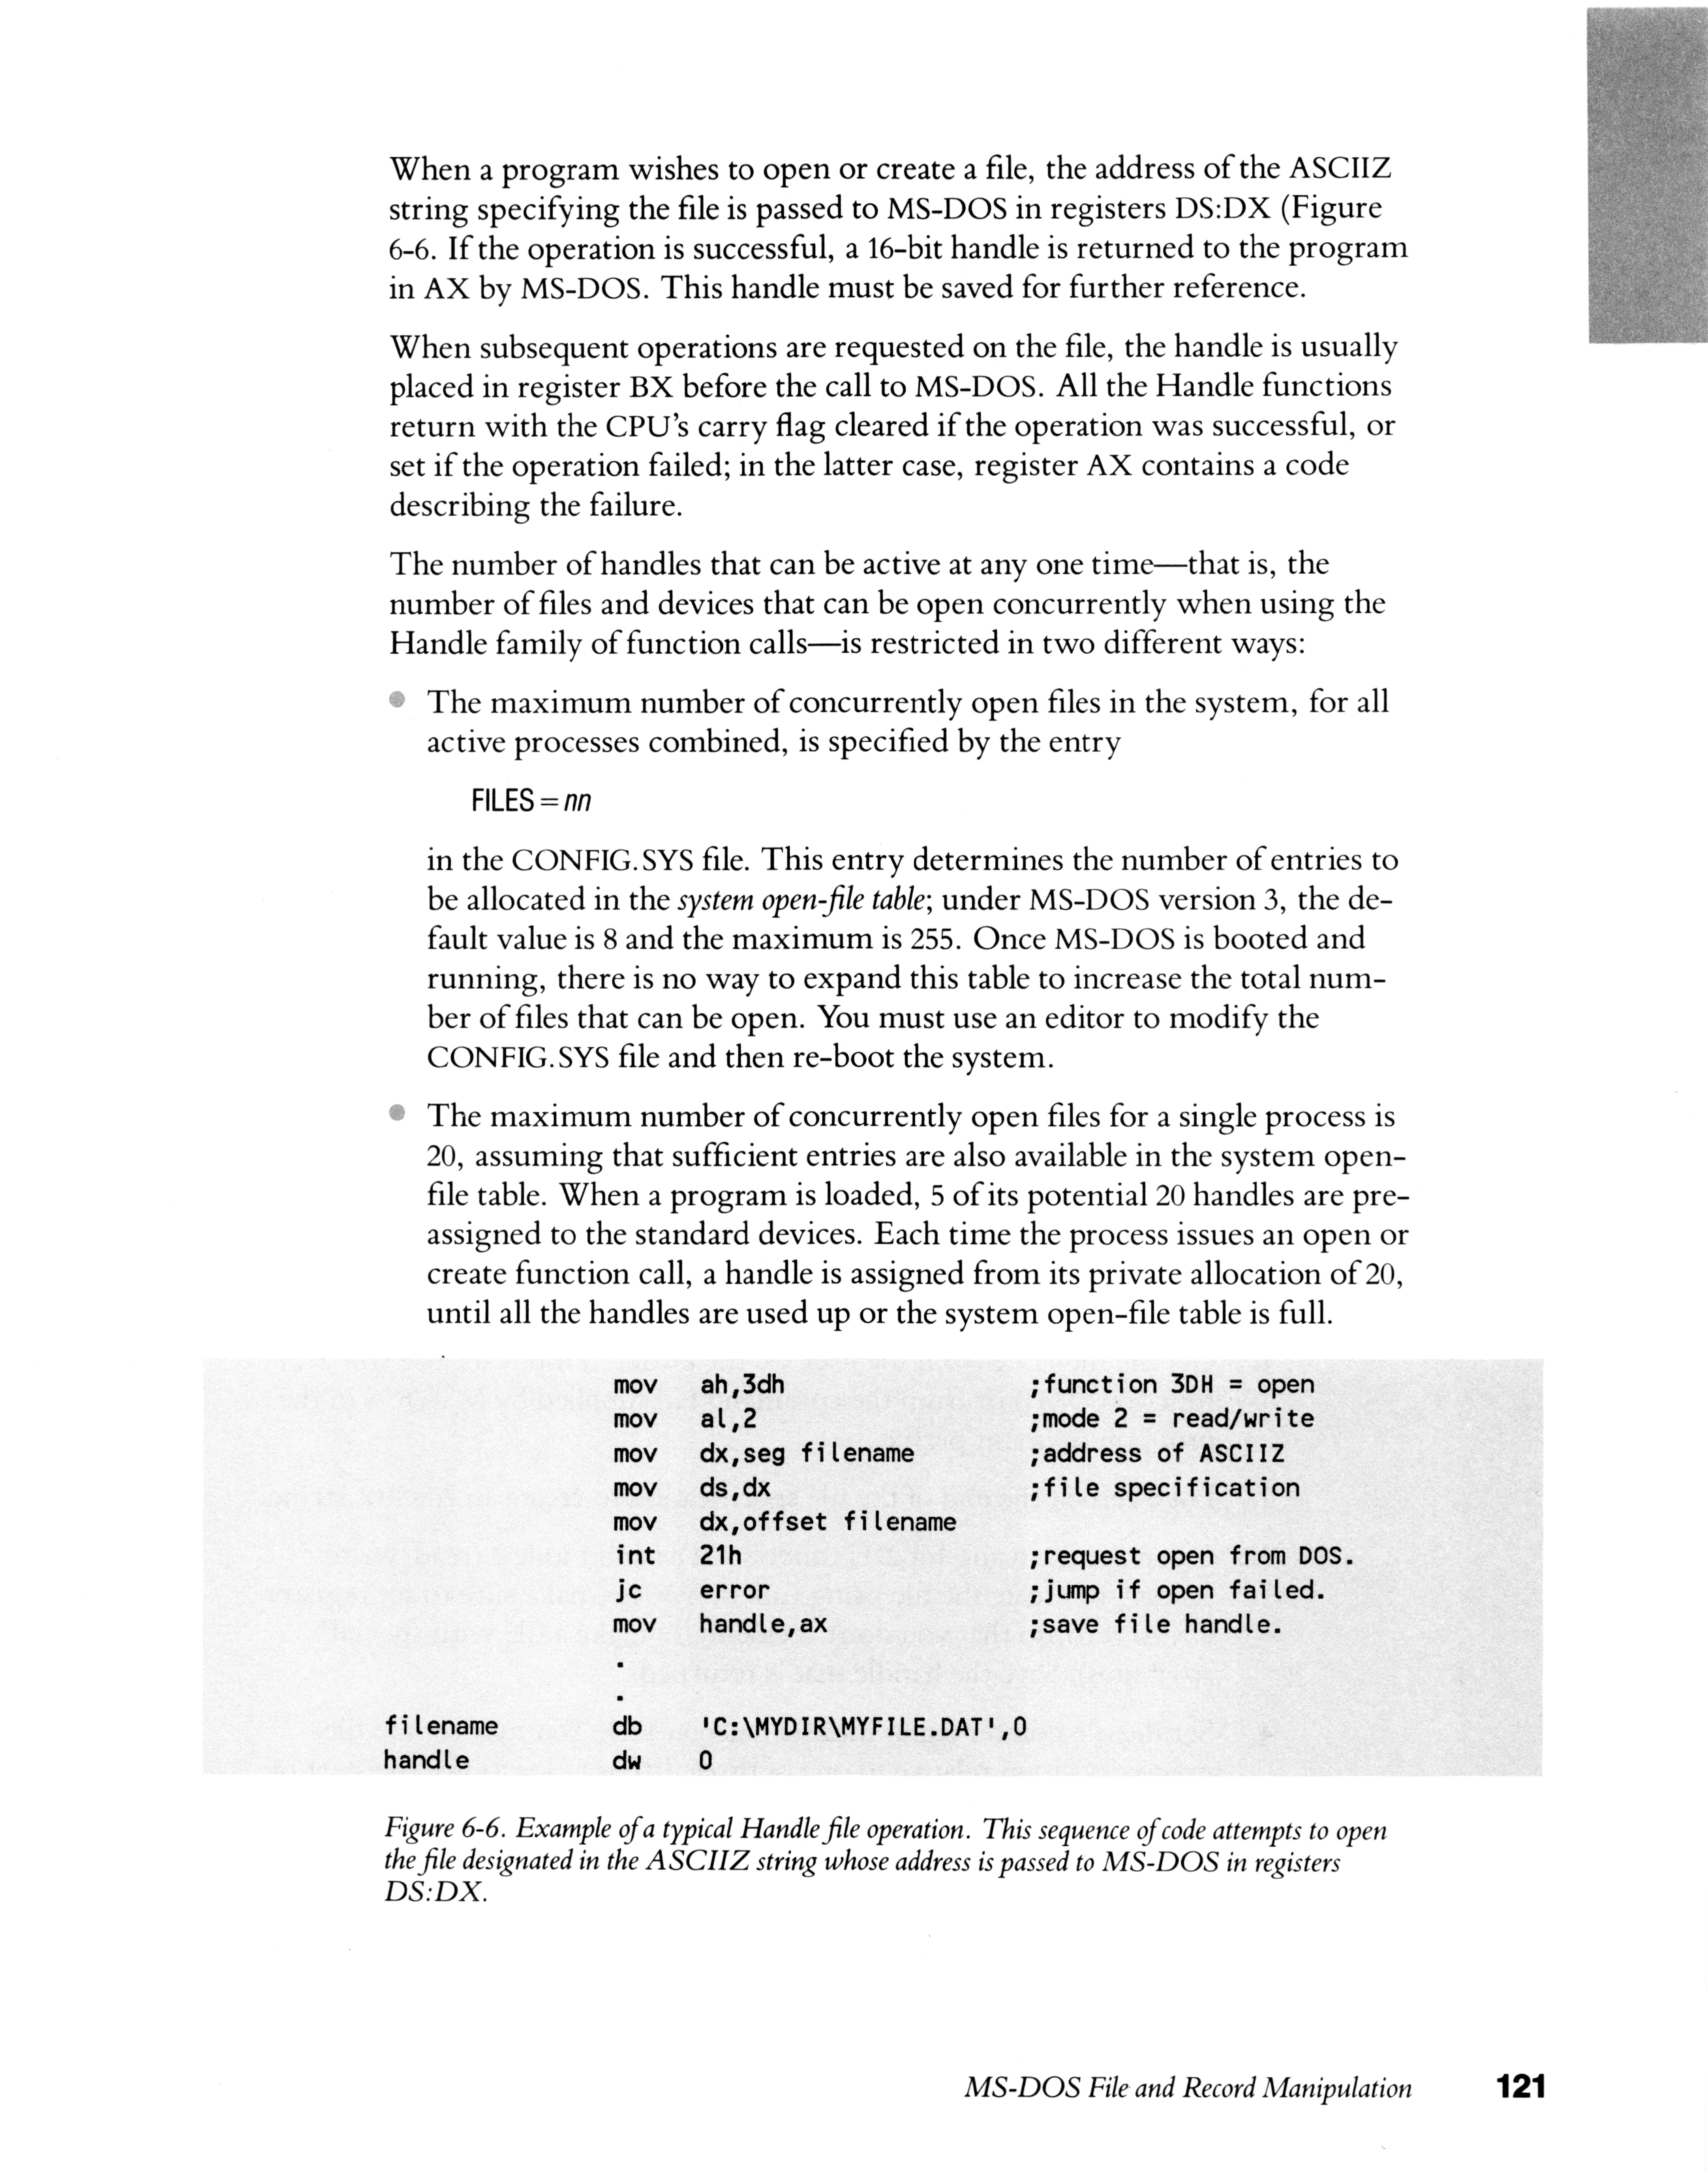 When a program wishes to open or create a file, the address of the ASCIIZ
string specifying the file is passed to MS-DOS in registers DS:DX (Figure
6-6. If the operation is successful, a 16-bit handle is returned to the program
in AX by MS-DOS. This handle must be saved for further reference.
When subsequent operations are requested on the file, the handle is usually
placed in register BX before the call to MS-DOS. All the Handle functions
return with the CPU's carry flag cleared if the operation was successful, or
set if the operation failed; in the latter case, register AX contains a code
describing the failure.
The number of handles that can be active at any one time—that is, the
number of files and devices that can be open concurrently when using the
Handle family of function calls—is restricted in two different ways:
● The maximum number of concurrently open files in the system, for all
active processes combined, is specified by the entry
FILES = nn
in the CONFIG.SYS file. This entry determines the number of entries to
be allocated in the system open-file table; under MS-DOS version 3, the de-
fault value is 8 and the maximum is 255. Once MS-DOS is booted and
running, there is no way to expand this table to increase the total num-
ber of files that can be open. You must use an editor to modify the
CONFIG.SYS file and then re-boot the system.
● The maximum number of concurrently open files for a single process is
20, assuming that sufficient entries are also available in the system open-
file table. When a program is loaded, 5 of its potential 20 handles are pre-
assigned to the standard devices. Each time the process issues an open or
create function call, a handle is assigned from its private allocation of 20,
until all the handles are used up or the system open-file table is full.
mov ah,3dh ;function 3DH = open
mov al,2 ;mode 2 = read/write
mov dx,seg filename ;address of ASCIIZ
mov ds,dx ;file specification
mov dx,offset filename
int 21h ;request open from DOS.
jc error ;jump if open failed.
mov handle,ax ;save file handle.
.
.
filename db 'C:\MYDIR\MYFILE.DAT',0
handle dw 0
Figure 6-6. Example of a typical Handle file operation. This sequence of code attempts to open
the file designated in the ASCIIZ string whose address is passed to MS-DOS in registers
DS:DX.
MS-DOS File and Record Manipulation 121